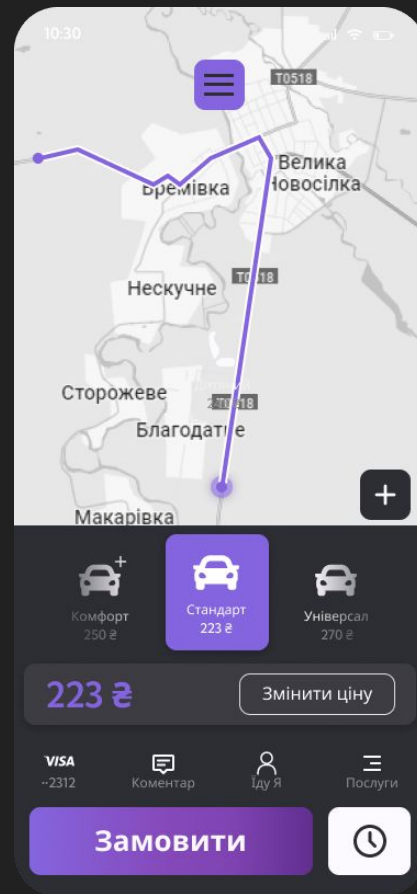 10:30
T0518
Велика
Новосілка
Времівка
T0518
Нескучне
Сторожеве
T0518
Благодатне
Макарівка
Комфорт
250 ₴
Стандарт
223 ₴
Універсал
270 ₴
223 ₴
Змінити ціну
VISA
··2312
Коментар
Їду Я
Послуги
Замовити